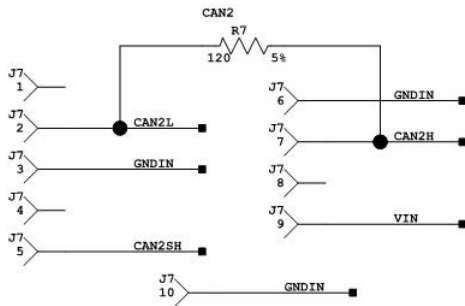 CAN2
R7
120 5%
J7
1
J7
2 CAN2L
J7
3 GNDIN
J7
4
J7
5 CAN2SH
J7
6 GNDIN
J7
7 CAN2H
J7
8
J7
9 VIN
J7
10 GNDIN